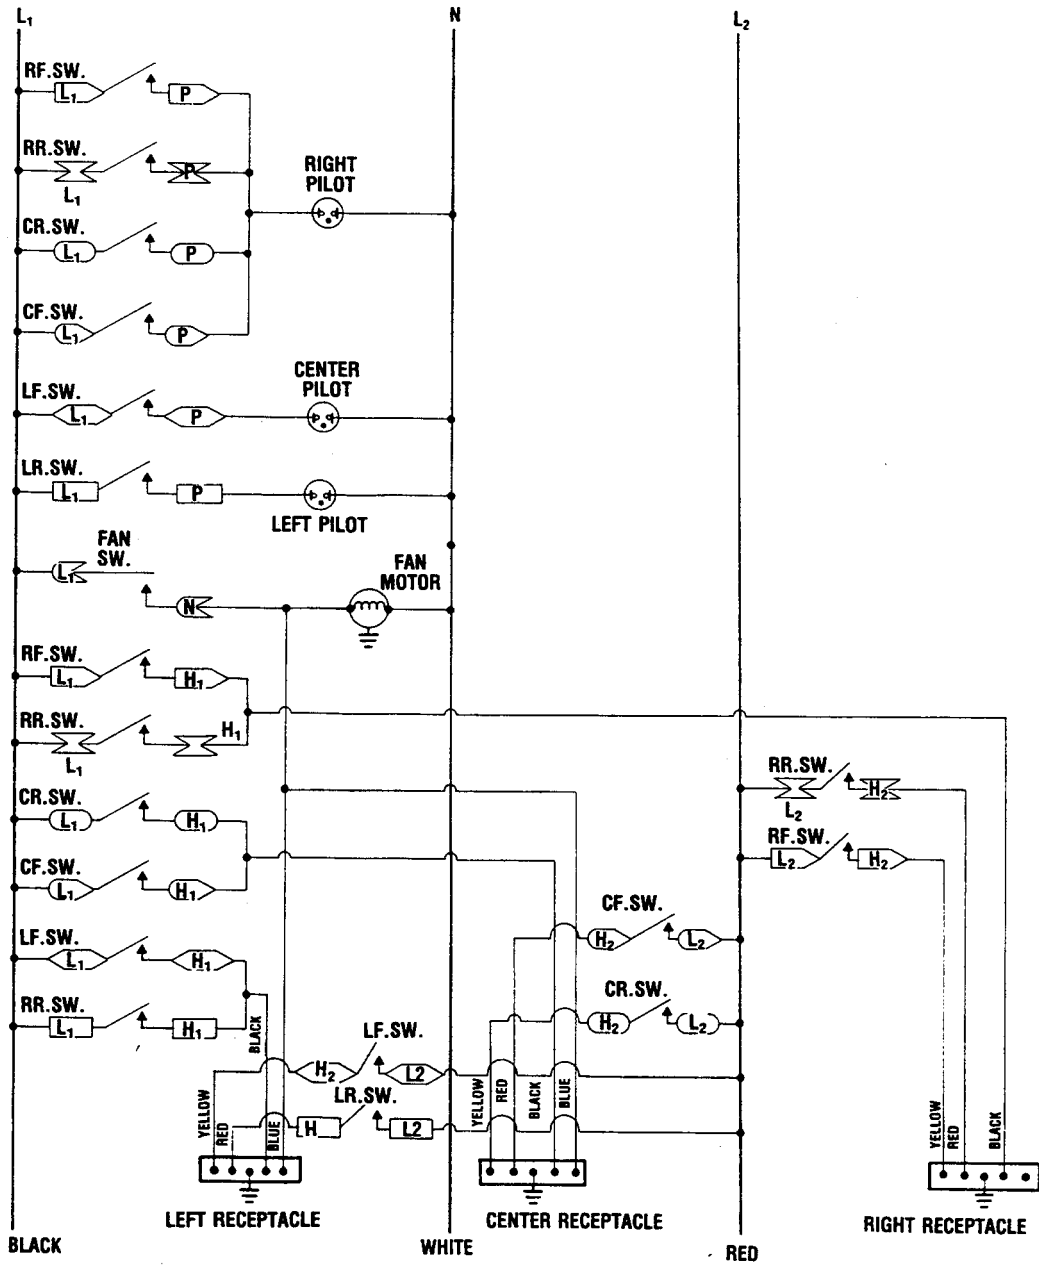 L1
N
L2
RF.SW.
L1
P
RR.SW.
L1
P
RIGHT
PILOT
CR.SW.
L1
P
CF.SW.
L1
P
CENTER
PILOT
LF.SW.
L1
P
LR.SW.
L1
P
LEFT PILOT
FAN
SW.
L1
N
FAN
MOTOR
RF.SW.
L1
H1
RR.SW.
L1
H1
RR.SW.
L2
H2
CR.SW.
L1
H1
RF.SW.
L2
H2
CF.SW.
L1
H1
CF.SW.
H2
L2
LF.SW.
L1
H1
CR.SW.
H2
L2
RR.SW.
L1
H1
BLACK
LF.SW.
H2
L2
LR.SW.
H
L2
YELLOW
RED
BLUE
YELLOW
RED
BLACK
BLUE
YELLOW
RED
BLACK
LEFT RECEPTACLE
CENTER RECEPTACLE
RIGHT RECEPTACLE
BLACK
WHITE
RED